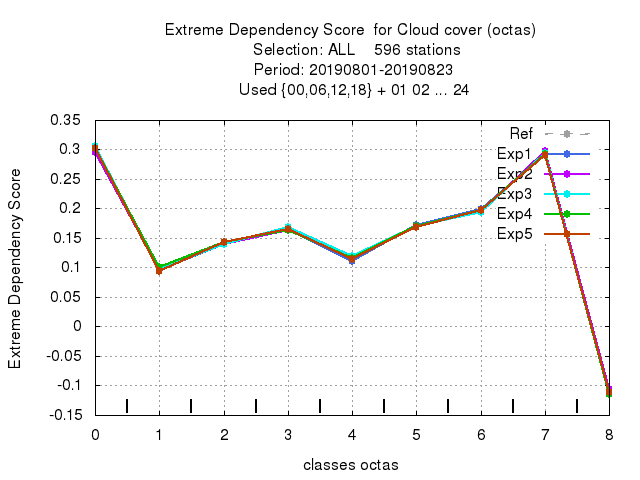 Extreme Dependency Score  for Cloud cover (octas)
Selection: ALL    596 stations
Period: 20190801-20190823
Used {00,06,12,18} + 01 02 ... 24
Extreme Dependency Score
0.35
0.3
0.25
0.2
0.15
0.1
0.05
0
-0.05
-0.1
-0.15
Ref
Exp1
Exp2
Exp3
Exp4
Exp5
0 1 2 3 4 5 6 7 8
classes octas